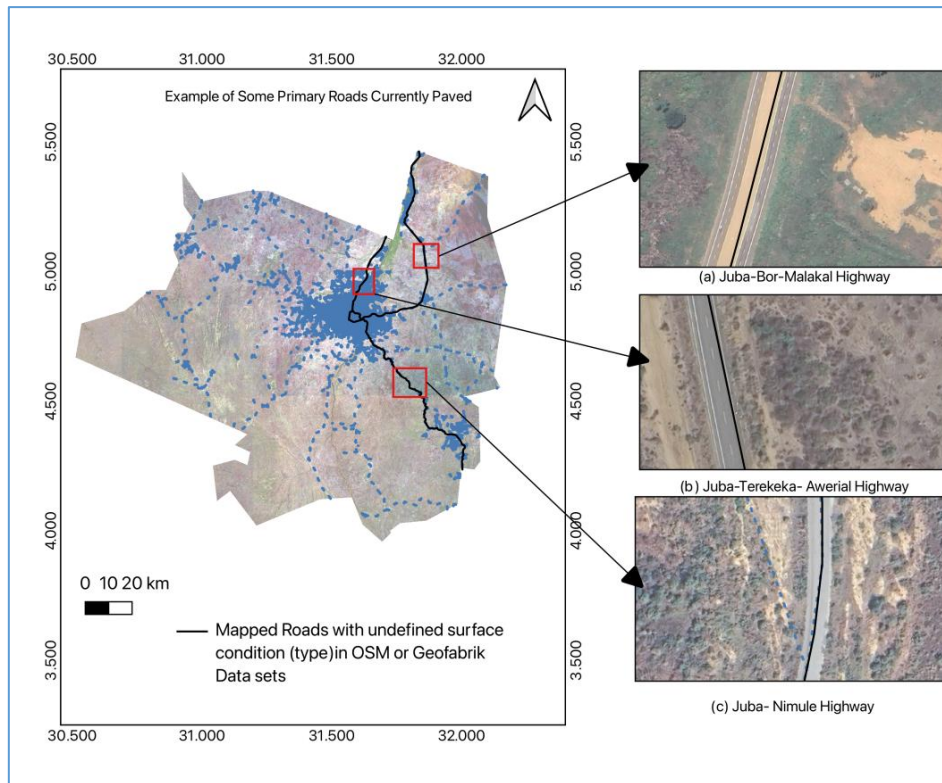 30.500 31.000 31.500 32.000
Example of Some Primary Roads Currently Paved
5.500 5.500
5.000 5.000
4.500 4.500
4.000 4.000
3.500 3.500
(a) Juba-Bor-Malakal Highway
(b) Juba-Terekeka- Awerial Highway
(c) Juba- Nimule Highway
0 10 20 km
Mapped Roads with undefined surface
condition (type)in OSM or Geofabrik
Data sets
30.500 31.000 31.500 32.000